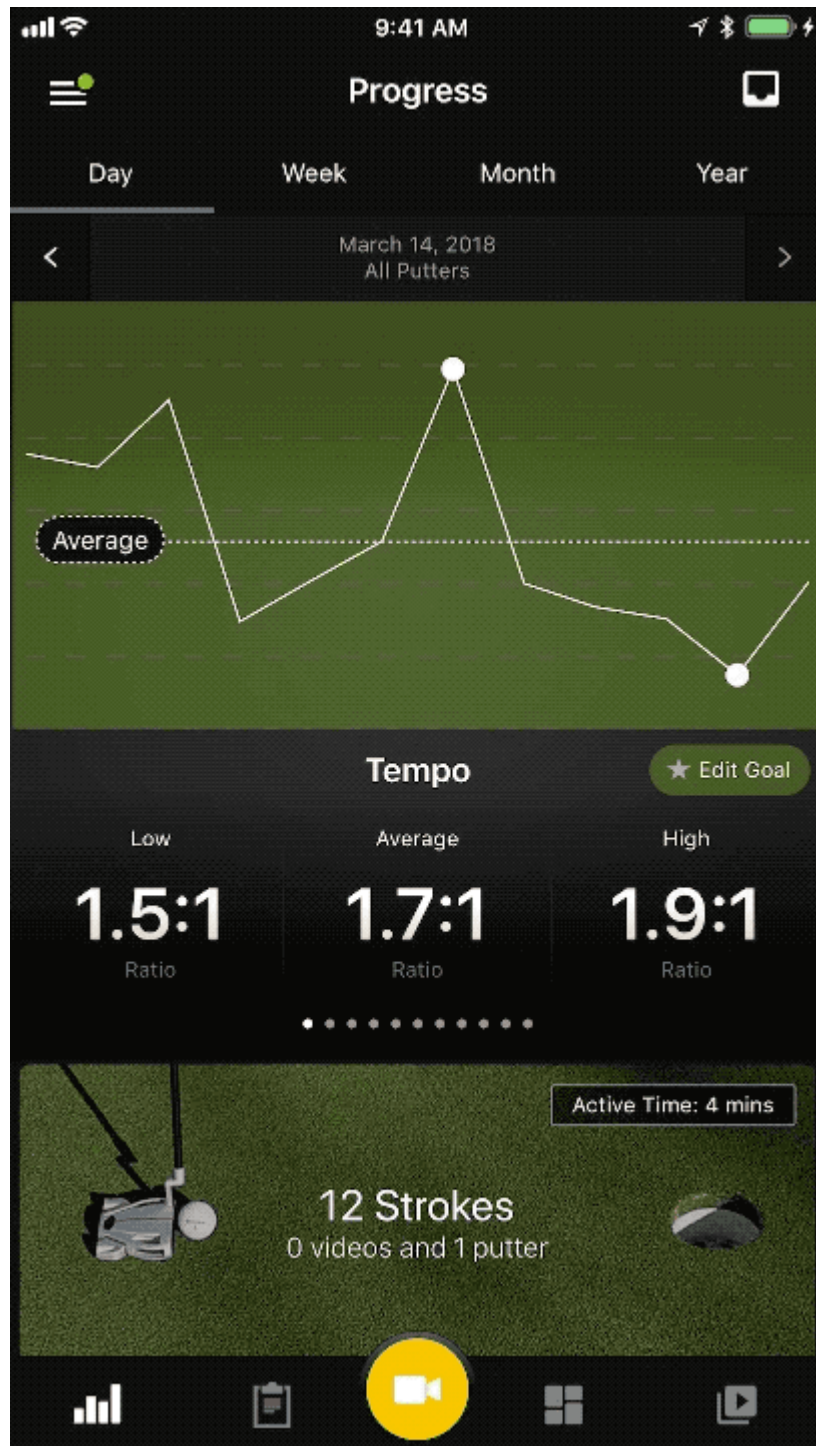 9:41 AM
Progress
Day Week Month Year
March 14, 2018
All Putters
Average
Tempo
Edit Goal
Low Average High
1.5:1 1.7:1 1.9:1
Ratio Ratio Ratio
Active Time: 4 mins
12 Strokes
0 videos and 1 putter